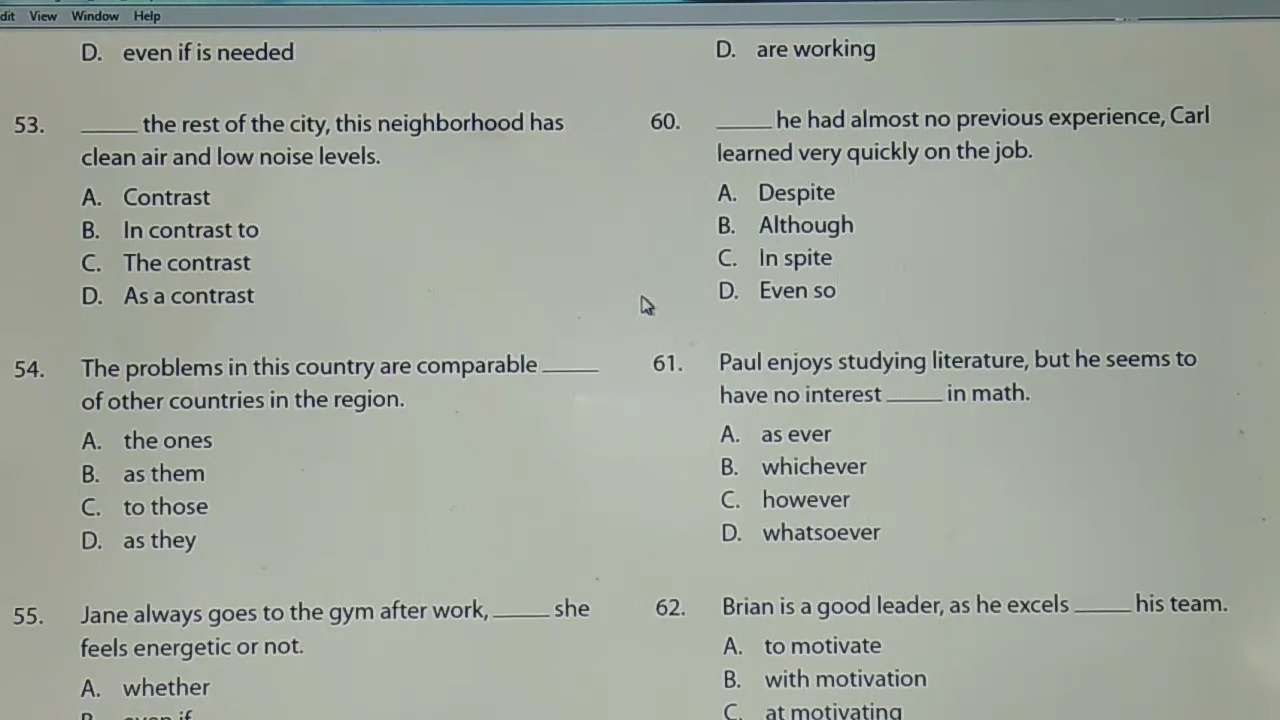 dit View Window Help
D. even if is needed
53. _____ the rest of the city, this neighborhood has
clean air and low noise levels.
A. Contrast
B. In contrast to
C. The contrast
D. As a contrast
54. The problems in this country are comparable _____
of other countries in the region.
A. the ones
B. as them
C. to those
D. as they
55. Jane always goes to the gym after work, _____ she
feels energetic or not.
A. whether
B. even if
D. are working
60. _____ he had almost no previous experience, Carl
learned very quickly on the job.
A. Despite
B. Although
C. In spite
D. Even so
61. Paul enjoys studying literature, but he seems to
have no interest _____ in math.
A. as ever
B. whichever
C. however
D. whatsoever
62. Brian is a good leader, as he excels _____ his team.
A. to motivate
B. with motivation
C. at motivating